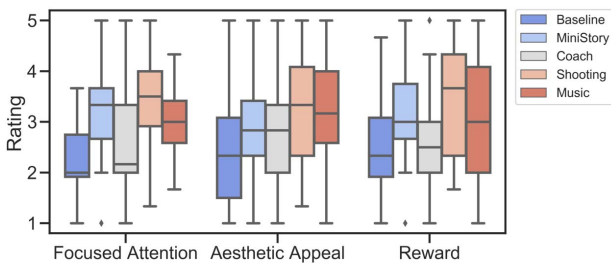 Rating
5
4
3
2
1
Focused Attention
Aesthetic Appeal
Reward
Baseline
MiniStory
Coach
Shooting
Music